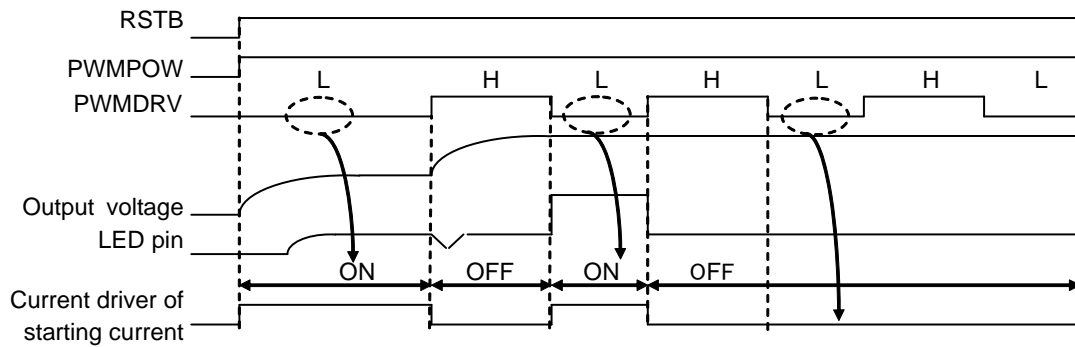 RSTB
PWMPOW
L H L H L H L
PWMDRV
Output voltage
LED pin
ON OFF ON OFF
Current driver of
starting current